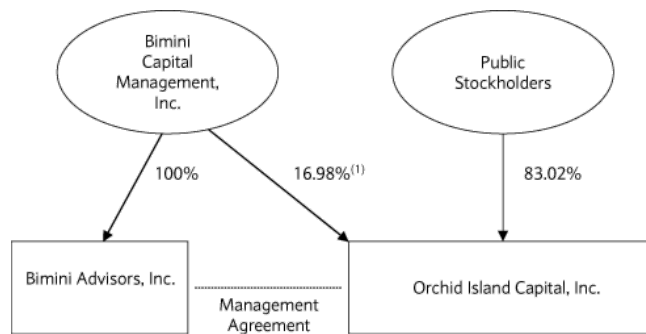 Bimini
Capital
Management,
Inc.
Public
Stockholders
100%
16.98%(1)
83.02%
Bimini Advisors, Inc.
Orchid Island Capital, Inc.
Management
Agreement